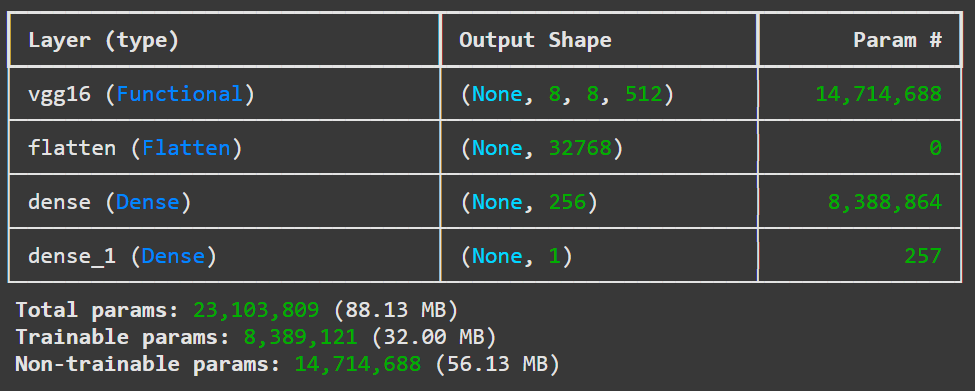 Layer (type) Output Shape Param #
vgg16 (Functional) (None, 8, 8, 512) 14,714,688
flatten (Flatten) (None, 32768) 0
dense (Dense) (None, 256) 8,388,864
dense_1 (Dense) (None, 1) 257
Total params: 23,103,809 (88.13 MB)
Trainable params: 8,389,121 (32.00 MB)
Non-trainable params: 14,714,688 (56.13 MB)